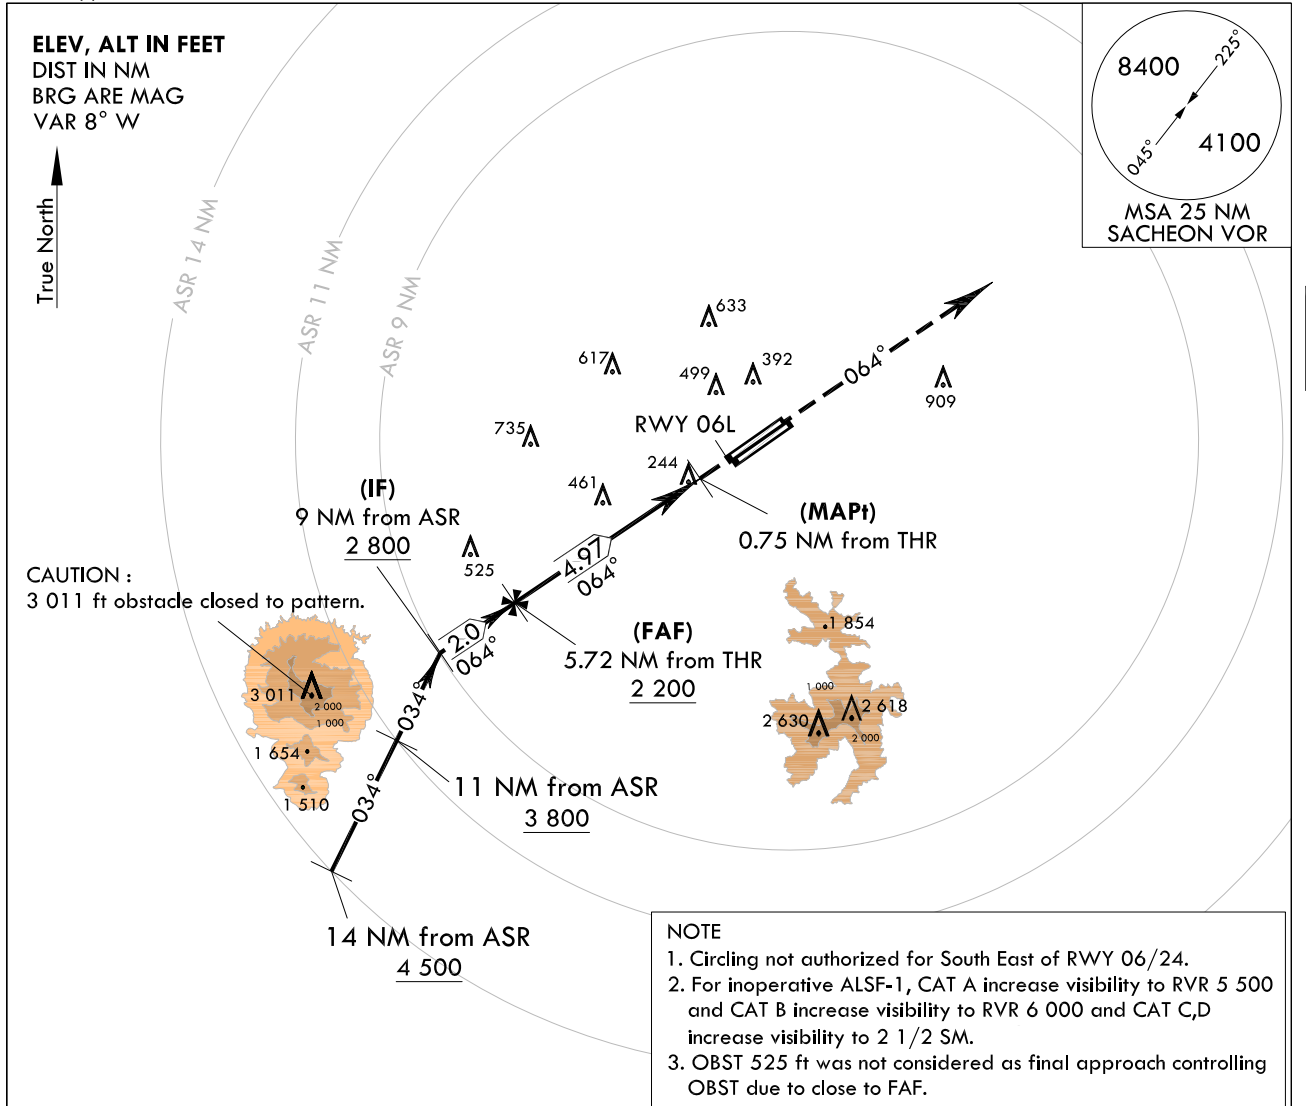 ELEV, ALT IN FEET
DIST IN NM
BRG ARE MAG
VAR 8° W
True North
ASR 14 NM
ASR 11 NM
ASR 9 NM
8400
225°
045°
4100
MSA 25 NM
SACHEON VOR
633
617
499
392
909
064°
735
RWY 06L
244
461
(IF)
9 NM from ASR
2 800
(MAPt)
0.75 NM from THR
525
4.97
064°
CAUTION :
3 011 ft obstacle closed to pattern.
2.0
064°
(FAF)
5.72 NM from THR
2 200
1 854
3 011
2 000
1 000
1 654
1 510
034°
034°
1 000
2 630
2 618
2 000
11 NM from ASR
3 800
14 NM from ASR
4 500
NOTE
1. Circling not authorized for South East of RWY 06/24.
2. For inoperative ALSF-1, CAT A increase visibility to RVR 5 500
and CAT B increase visibility to RVR 6 000 and CAT C,D
increase visibility to 2 1/2 SM.
3. OBST 525 ft was not considered as final approach controlling
OBST due to close to FAF.